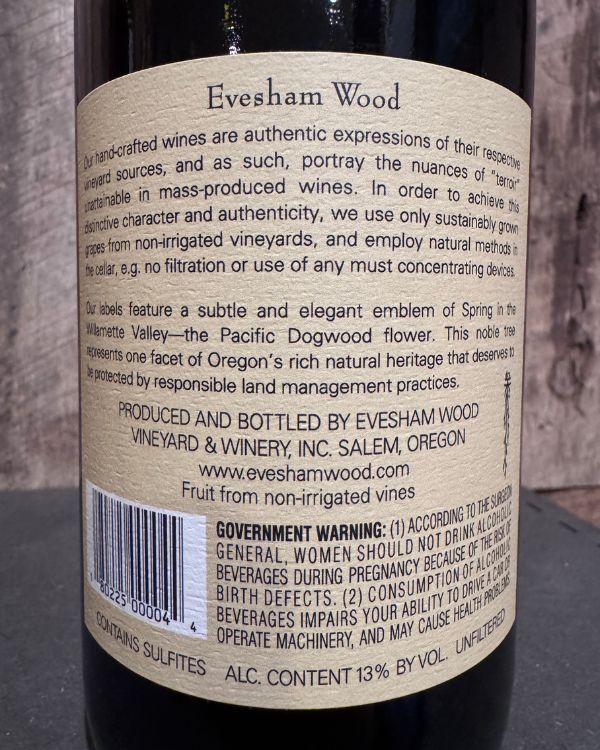 Evesham Wood
Our hand-crafted wines are authentic expressions of their respective
vineyard sources, and as such, portray the nuances of "terroir"
unattainable in mass-produced wines. In order to achieve this
distinctive character and authenticity, we use only sustainably grown
grapes from non-irrigated vineyards, and employ natural methods in
the cellar, e.g. no filtration or use of any must concentrating devices.
Our labels feature a subtle and elegant emblem of Spring in the
Willamette Valley—the Pacific Dogwood flower. This noble tree
represents one facet of Oregon's rich natural heritage that deserves to
be protected by responsible land management practices.
PRODUCED AND BOTTLED BY EVESHAM WOOD
VINEYARD & WINERY, INC. SALEM, OREGON
www.eveshamwood.com
Fruit from non-irrigated vines
GOVERNMENT WARNING: (1) ACCORDING TO THE SURGEON
GENERAL, WOMEN SHOULD NOT DRINK ALCOHOLIC
BEVERAGES DURING PREGNANCY BECAUSE OF THE RISK OF
BIRTH DEFECTS. (2) CONSUMPTION OF ALCOHOLIC
BEVERAGES IMPAIRS YOUR ABILITY TO DRIVE A CAR OR
OPERATE MACHINERY, AND MAY CAUSE HEALTH PROBLEMS.
80225 00004 4
CONTAINS SULFITES ALC. CONTENT 13% BY VOL. UNFILTERED